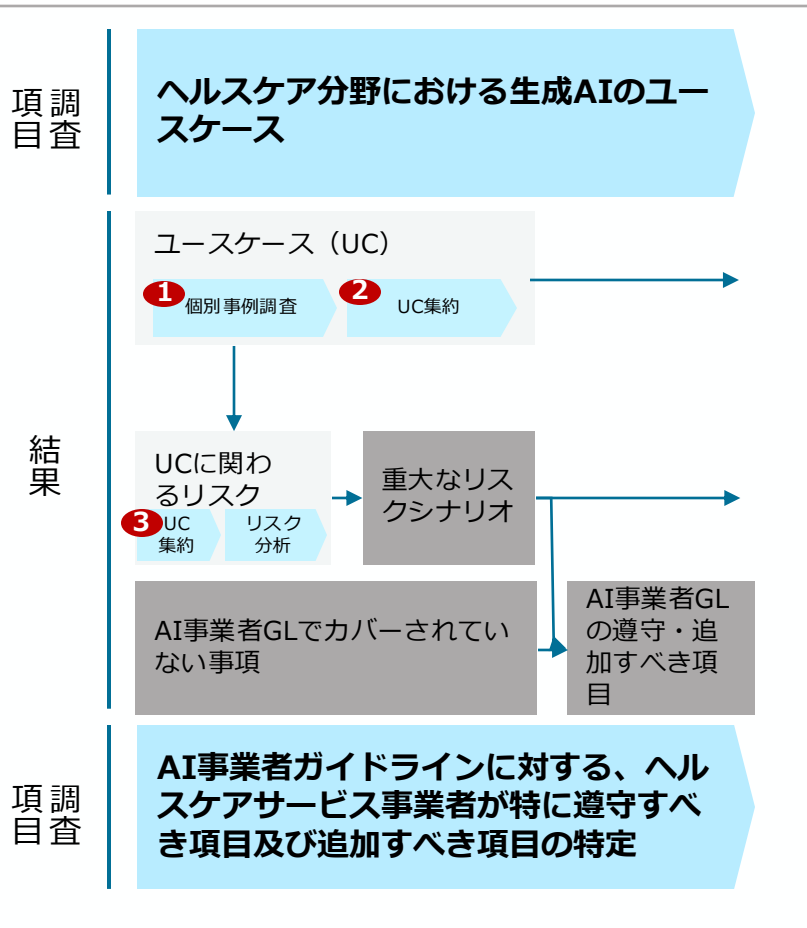 調査
項目
ヘルスケア分野における生成AIのユー
スケース
結果
ユースケース（UC）
1
個別事例調査
2
UC集約
UCに関わ
るリスク
3
UC
集約
リスク
分析
重大なリス
クシナリオ
AI事業者GLでカバーされてい
ない事項
AI事業者GL
の遵守・追
加すべき項
目
調査
項目
AI事業者ガイドラインに対する、ヘル
スケアサービス事業者が特に遵守すべ
き項目及び追加すべき項目の特定